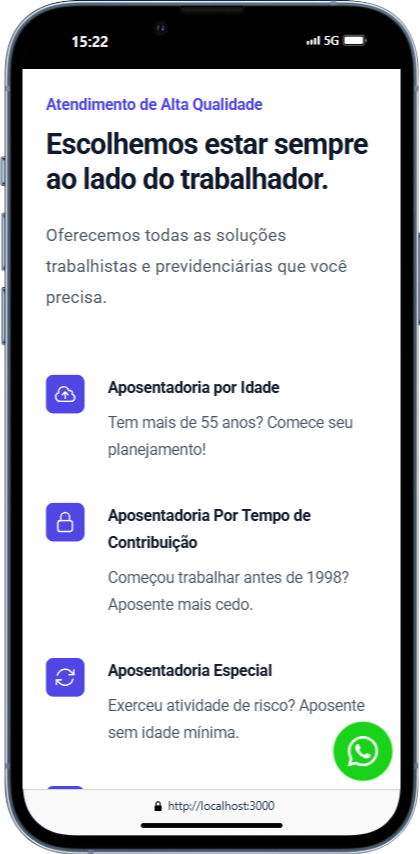 15:22
5G
Atendimento de Alta Qualidade
Escolhemos estar sempre
ao lado do trabalhador.
Oferecemos todas as soluções
trabalhistas e previdenciárias que você
precisa.
Aposentadoria por Idade
Tem mais de 55 anos? Comece seu
planejamento!
Aposentadoria Por Tempo de
Contribuição
Começou trabalhar antes de 1998?
Aposente mais cedo.
Aposentadoria Especial
Exerceu atividade de risco? Aposente
sem idade mínima.
http://localhost:3000